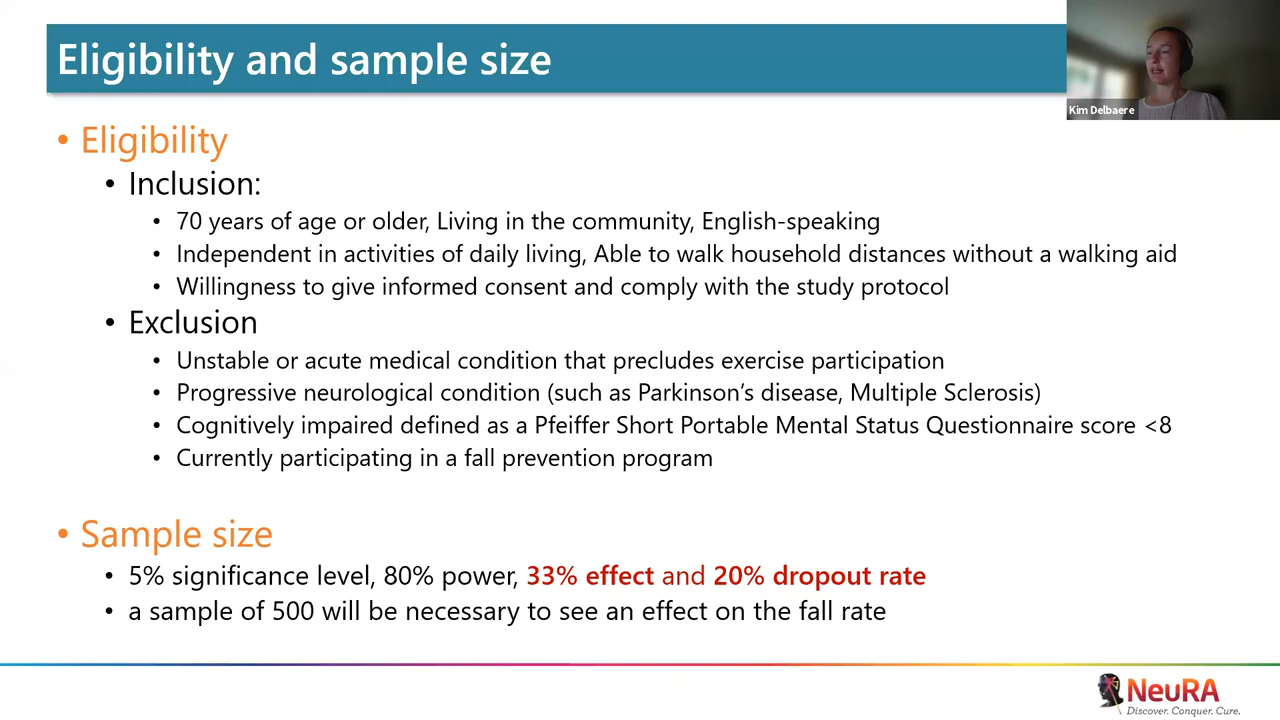 Eligibility and sample size
Kim Delbaere
• Eligibility
• Inclusion:
• 70 years of age or older, Living in the community, English-speaking
• Independent in activities of daily living, Able to walk household distances without a walking aid
• Willingness to give informed consent and comply with the study protocol
• Exclusion
• Unstable or acute medical condition that precludes exercise participation
• Progressive neurological condition (such as Parkinson’s disease, Multiple Sclerosis)
• Cognitively impaired defined as a Pfeiffer Short Portable Mental Status Questionnaire score <8
• Currently participating in a fall prevention program
• Sample size
• 5% significance level, 80% power, 33% effect and 20% dropout rate
• a sample of 500 will be necessary to see an effect on the fall rate
NeuRA
Discover. Conquer. Cure.